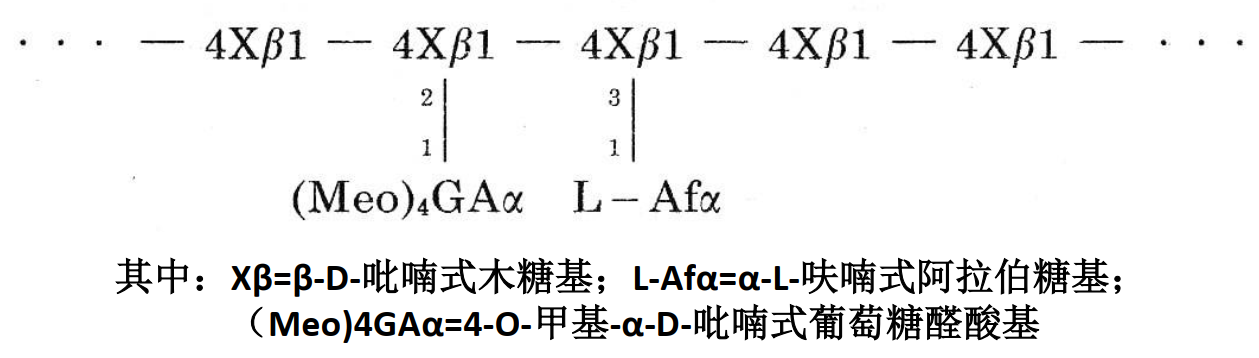 · · · — 4Xβ1 — 4Xβ1 — 4Xβ1 — 4Xβ1 — 4Xβ1 — · · ·
2 3
1 1
(Meo)₄GAα L－Afα
其中：Xβ=β-D-吡喃式木糖基；L-Afα=α-L-呋喃式阿拉伯糖基；
（Meo)4GAα=4-O-甲基-α-D-吡喃式葡萄糖醛酸基